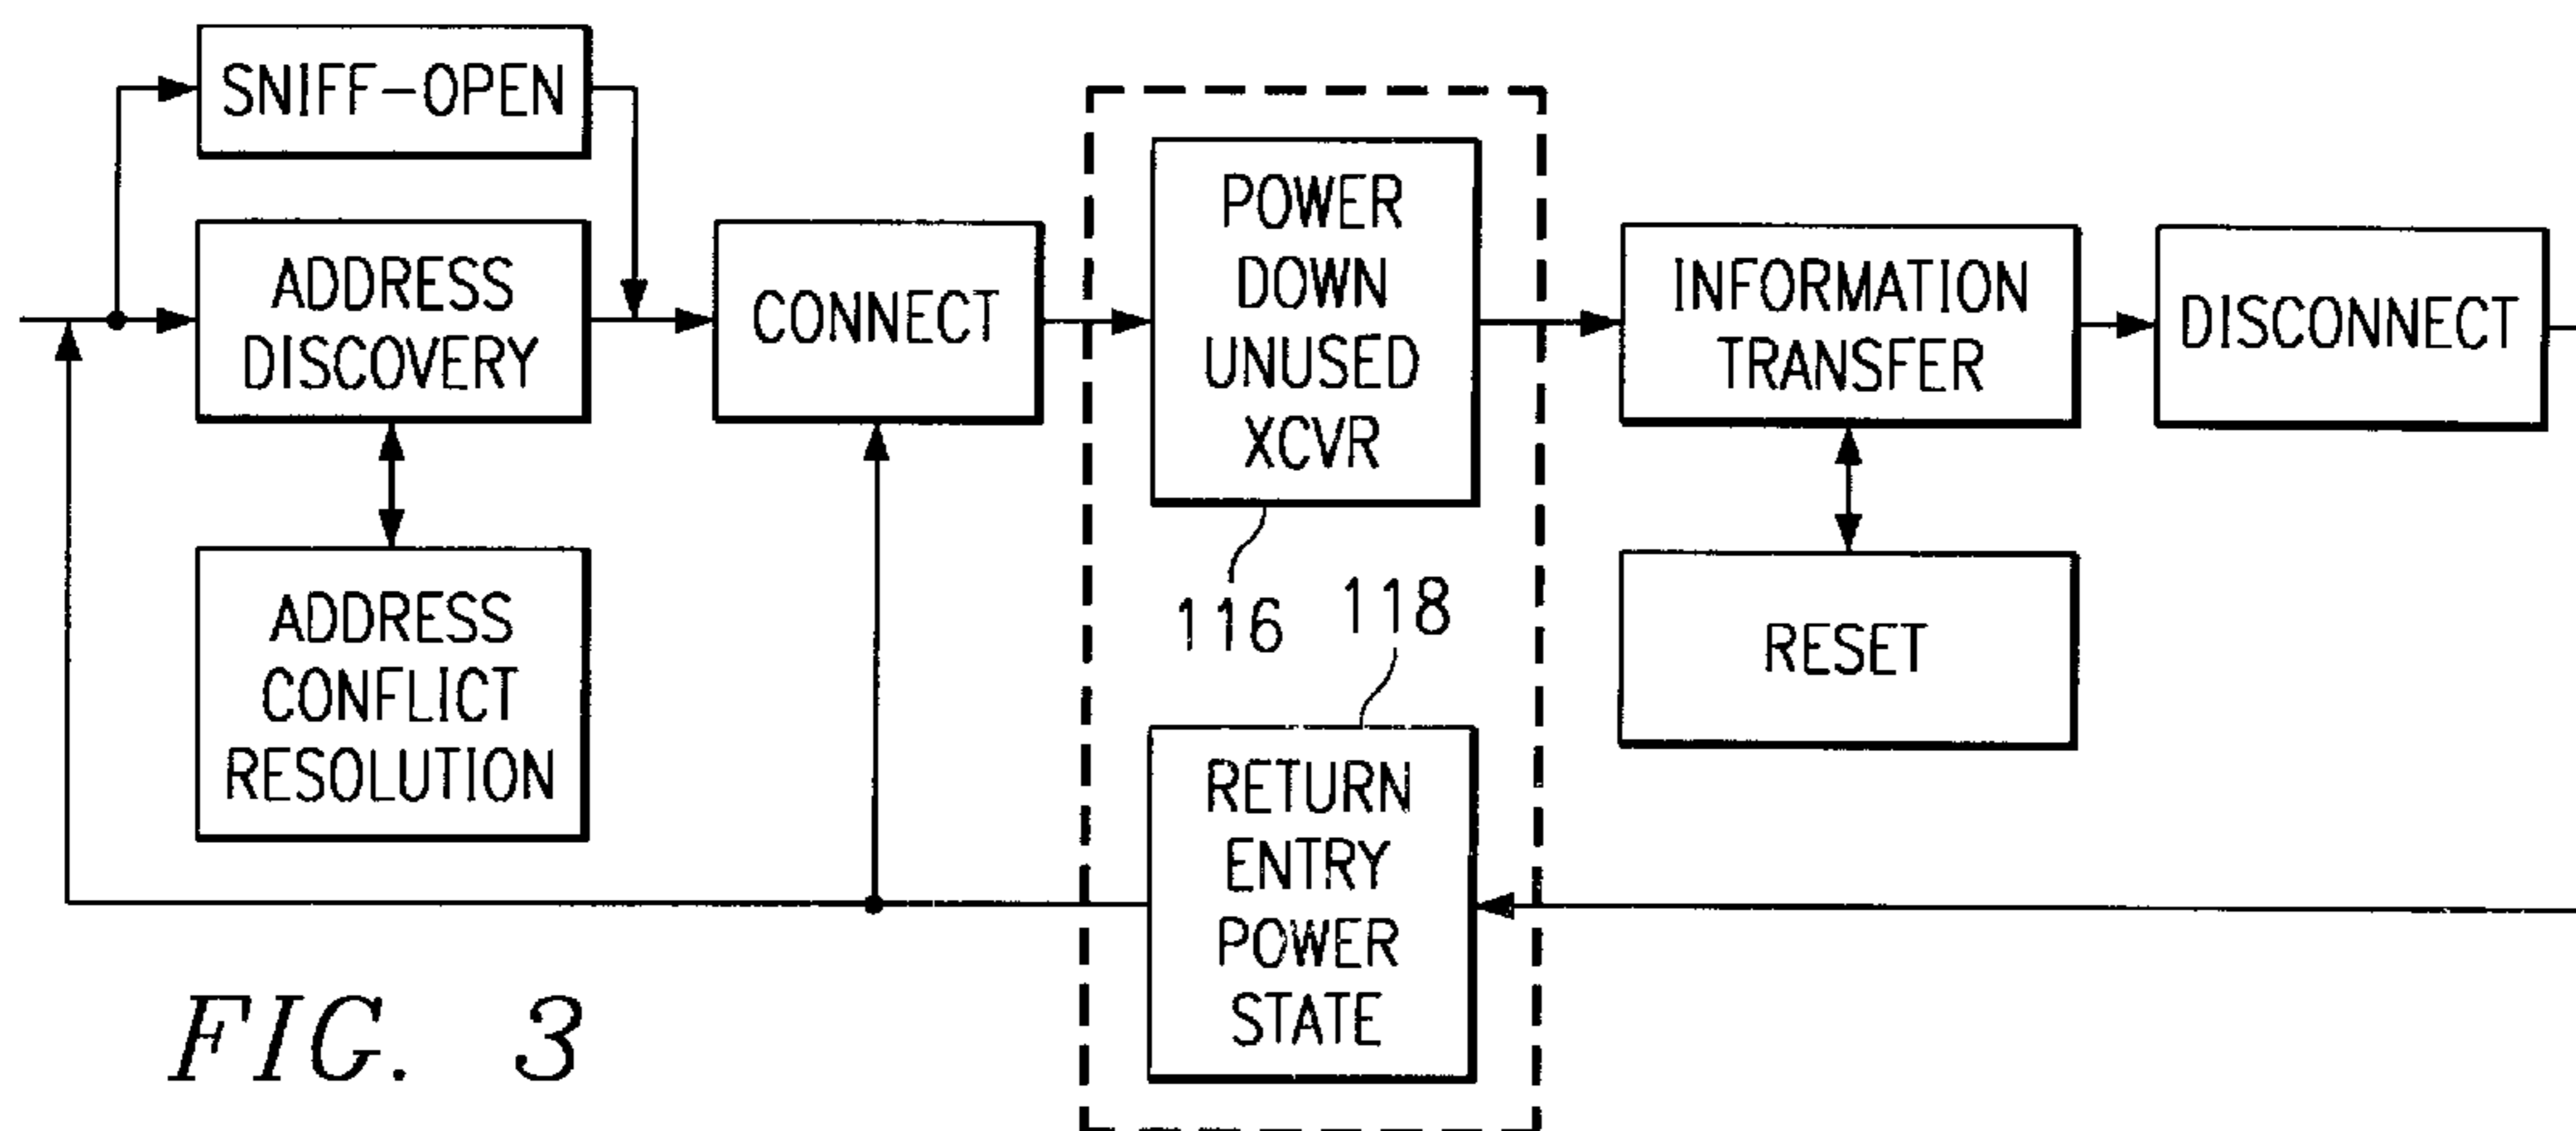 SNIFF-OPEN
ADDRESS
DISCOVERY
ADDRESS
CONFLICT
RESOLUTION
CONNECT
POWER
DOWN
UNUSED
XCVR
116
118
RETURN
ENTRY
POWER
STATE
INFORMATION
TRANSFER
RESET
DISCONNECT
FIG. 3